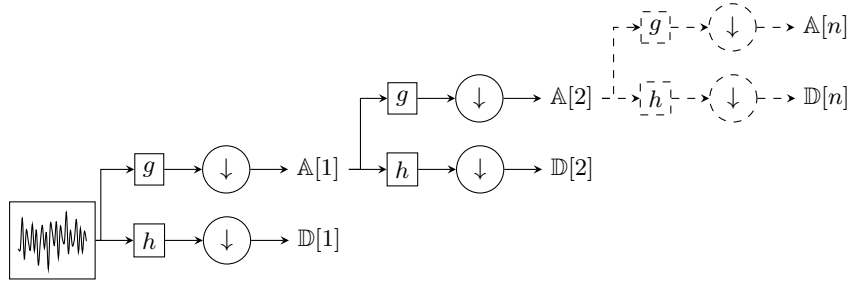 g ↓ 𝔸[n]
h ↓ 𝔻[n]
g ↓ 𝔸[2]
h ↓ 𝔻[2]
g ↓ 𝔸[1]
h ↓ 𝔻[1]